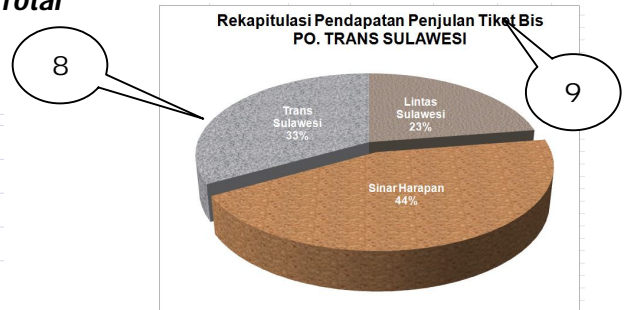 Total
Rekapitulasi Pendapatan Penjulan Tiket Bis
PO. TRANS SULAWESI
8
9
Trans
Sulawesi
33%
Lintas
Sulawesi
23%
Sinar Harapan
44%